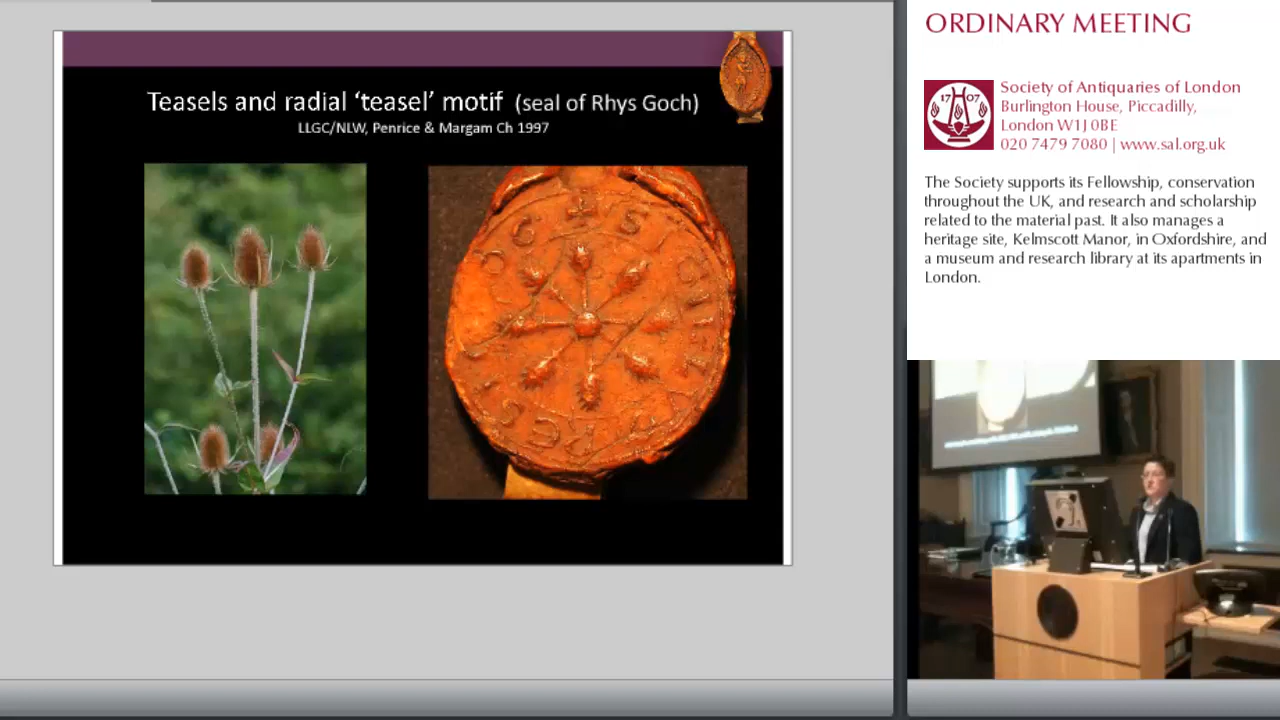 Teasels and radial ‘teasel’ motif (seal of Rhys Goch)
LLGC/NLW, Penrice & Margam Ch 1997
ORDINARY MEETING
17 07
Society of Antiquaries of London
Burlington House, Piccadilly,
London W1J 0BE
020 7479 7080 | www.sal.org.uk
The Society supports its Fellowship, conservation
throughout the UK, and research and scholarship
related to the material past. It also manages a
heritage site, Kelmscott Manor, in Oxfordshire, and
a museum and research library at its apartments in
London.